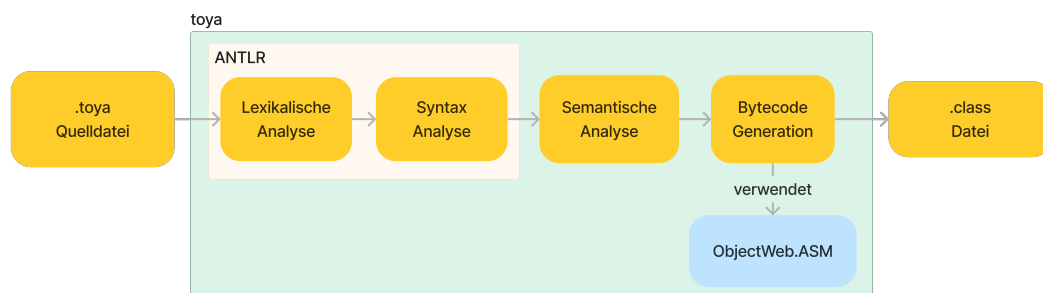 toya
ANTLR
.toya
Quelldatei
Lexikalische
Analyse
Syntax
Analyse
Semantische
Analyse
Bytecode
Generation
.class
Datei
verwendet
ObjectWeb.ASM